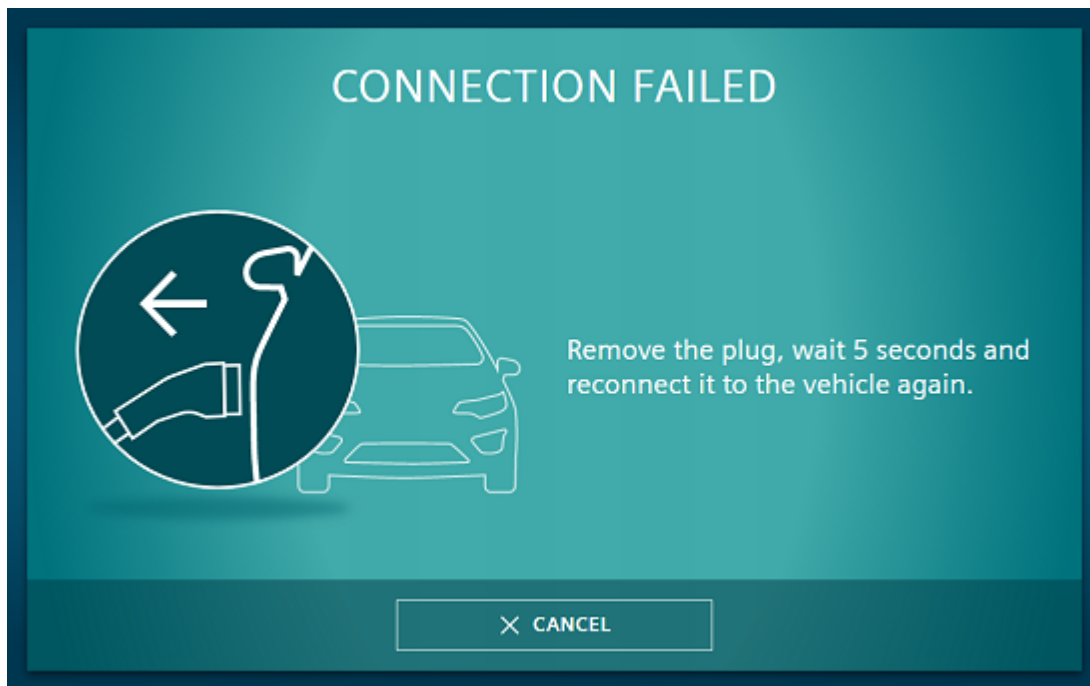 CONNECTION FAILED
Remove the plug, wait 5 seconds and
reconnect it to the vehicle again.
CANCEL